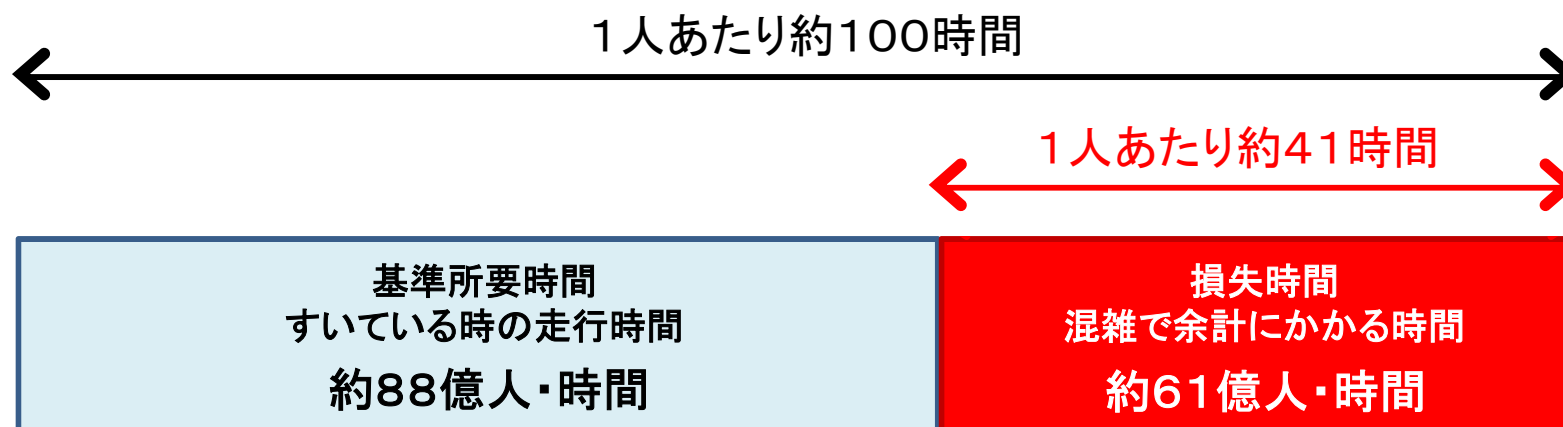 １人あたり約１００時間
１人あたり約４１時間
基準所要時間
すいている時の走行時間
約８８億人・時間
損失時間
混雑で余計にかかる時間
約６１億人・時間